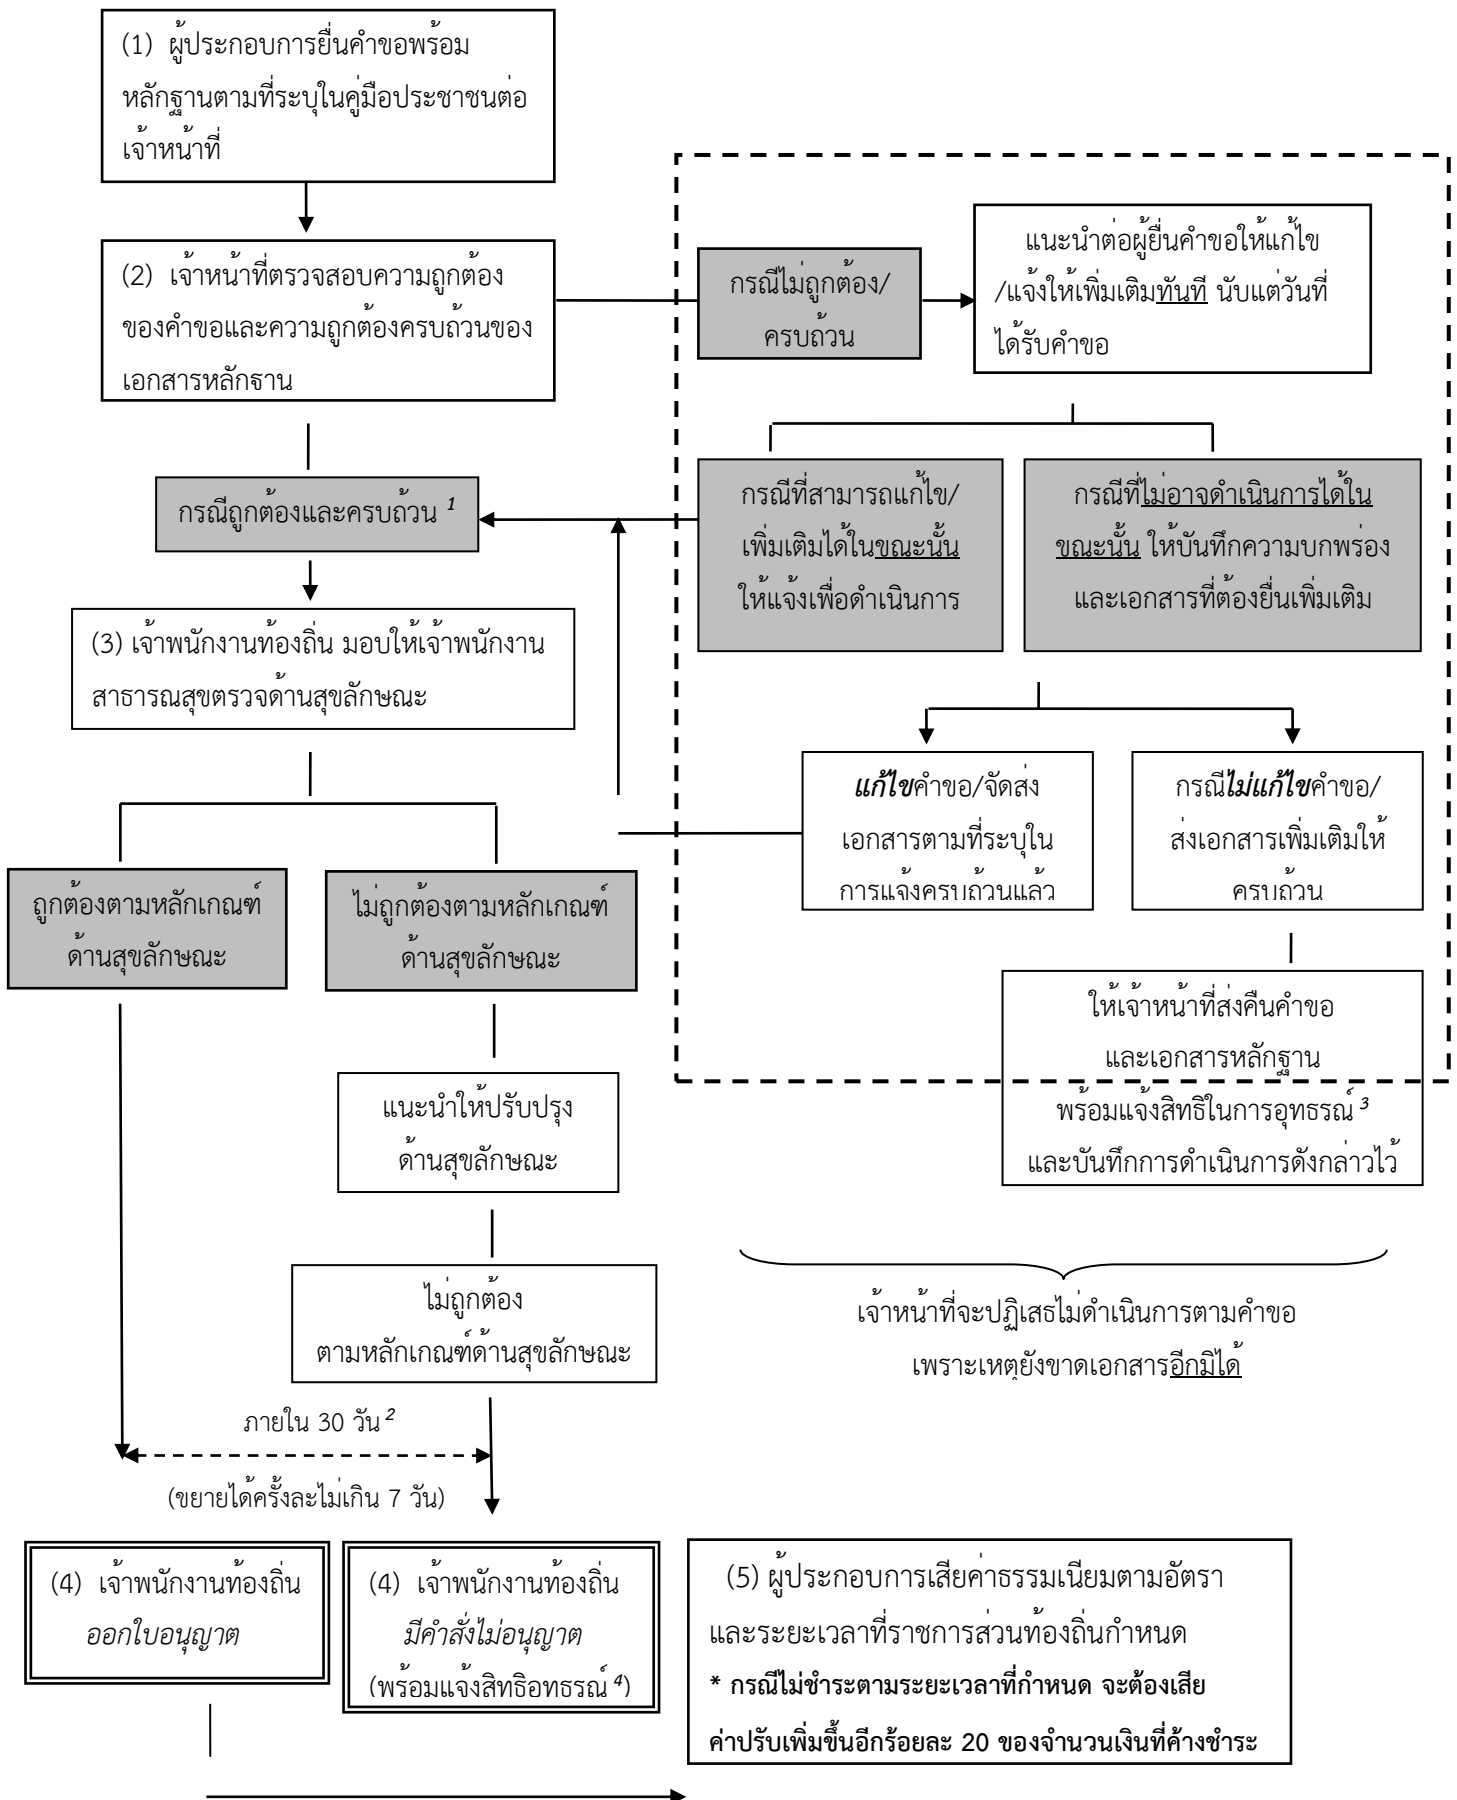 (1) ผู้ประกอบการยื่นคำขอพร้อม
หลักฐานตามที่ระบุในคู่มือประชาชนต่อ
เจ้าหน้าที่
(2) เจ้าหน้าที่ตรวจสอบความถูกต้อง
ของคำขอและความถูกต้องครบถ้วนของ
เอกสารหลักฐาน
กรณีไม่ถูกต้อง/
ครบถ้วน
แนะนำต่อผู้ยื่นคำขอให้แก้ไข
/แจ้งให้เพิ่มเติมทันที นับแต่วันที่
ได้รับคำขอ
กรณีถูกต้องและครบถ้วน 1
กรณีที่สามารถแก้ไข/
เพิ่มเติมได้ในขณะนั้น
ให้แจ้งเพื่อดำเนินการ
กรณีที่ไม่อาจดำเนินการได้ใน
ขณะนั้น ให้บันทึกความบกพร่อง
และเอกสารที่ต้องยื่นเพิ่มเติม
(3) เจ้าพนักงานท้องถิ่น มอบให้เจ้าพนักงาน
สาธารณสุขตรวจด้านสุขลักษณะ
แก้ไขคำขอ/จัดส่ง
เอกสารตามที่ระบุใน
การแจ้งครบถ้วนแล้ว
กรณีไม่แก้ไขคำขอ/
ส่งเอกสารเพิ่มเติมให้
ครบถ้วน
ถูกต้องตามหลักเกณฑ์
ด้านสุขลักษณะ
ไม่ถูกต้องตามหลักเกณฑ์
ด้านสุขลักษณะ
ให้เจ้าหน้าที่ส่งคืนคำขอ
และเอกสารหลักฐาน
พร้อมแจ้งสิทธิในการอุทธรณ์ 3
และบันทึกการดำเนินการดังกล่าวไว้
แนะนำให้ปรับปรุง
ด้านสุขลักษณะ
ไม่ถูกต้อง
ตามหลักเกณฑ์ด้านสุขลักษณะ
เจ้าหน้าที่จะปฏิเสธไม่ดำเนินการตามคำขอ
เพราะเหตุยังขาดเอกสารอีกมิได้
ภายใน 30 วัน 2
(ขยายได้ครั้งละไม่เกิน 7 วัน)
(4) เจ้าพนักงานท้องถิ่น
ออกใบอนุญาต
(4) เจ้าพนักงานท้องถิ่น
มีคำสั่งไม่อนุญาต
(พร้อมแจ้งสิทธิอุทธรณ์ 4)
(5) ผู้ประกอบการเสียค่าธรรมเนียมตามอัตรา
และระยะเวลาที่ราชการส่วนท้องถิ่นกำหนด
* กรณีไม่ชำระตามระยะเวลาที่กำหนด จะต้องเสีย
ค่าปรับเพิ่มขึ้นอีกร้อยละ 20 ของจำนวนเงินที่ค้างชำระ